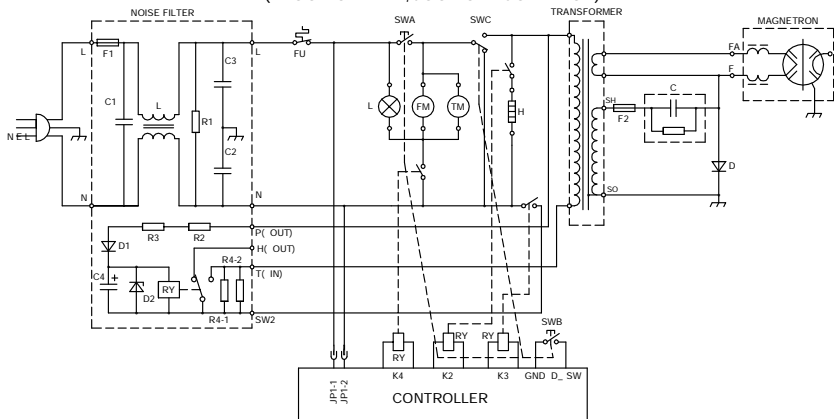 NOISE FILTER
SWA
SWC
TRANSFORMER
MAGNETRON
L
F1
C3
L
FU
FA
F
C1
L
R1
L
FM
TM
H
SH
F2
C
N E L
C2
D
N
N
SO
R3
R2
P( OUT)
D1
H( OUT)
R4-2
T( IN)
C4
+
D2
RY
R4-1
SW2
SWB
RY
RY
RY
JP1-1
JP1-2
K4
K2
K3
GND
D_ SW
CONTROLLER